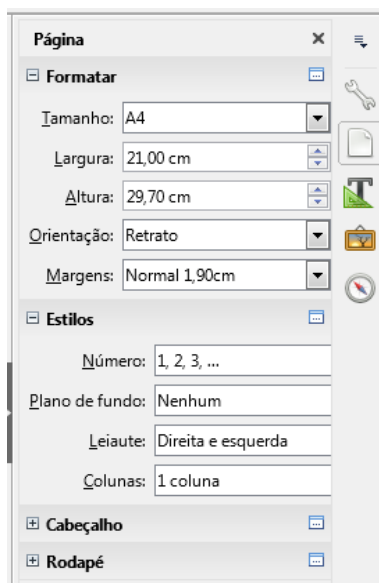 Página
Formatar
Tamanho: A4
Largura: 21,00 cm
Altura: 29,70 cm
Orientação: Retrato
Margens: Normal 1,90cm
Estilos
Número: 1, 2, 3, ...
Plano de fundo: Nenhum
Leiaute: Direita e esquerda
Colunas: 1 coluna
Cabeçalho
Rodapé